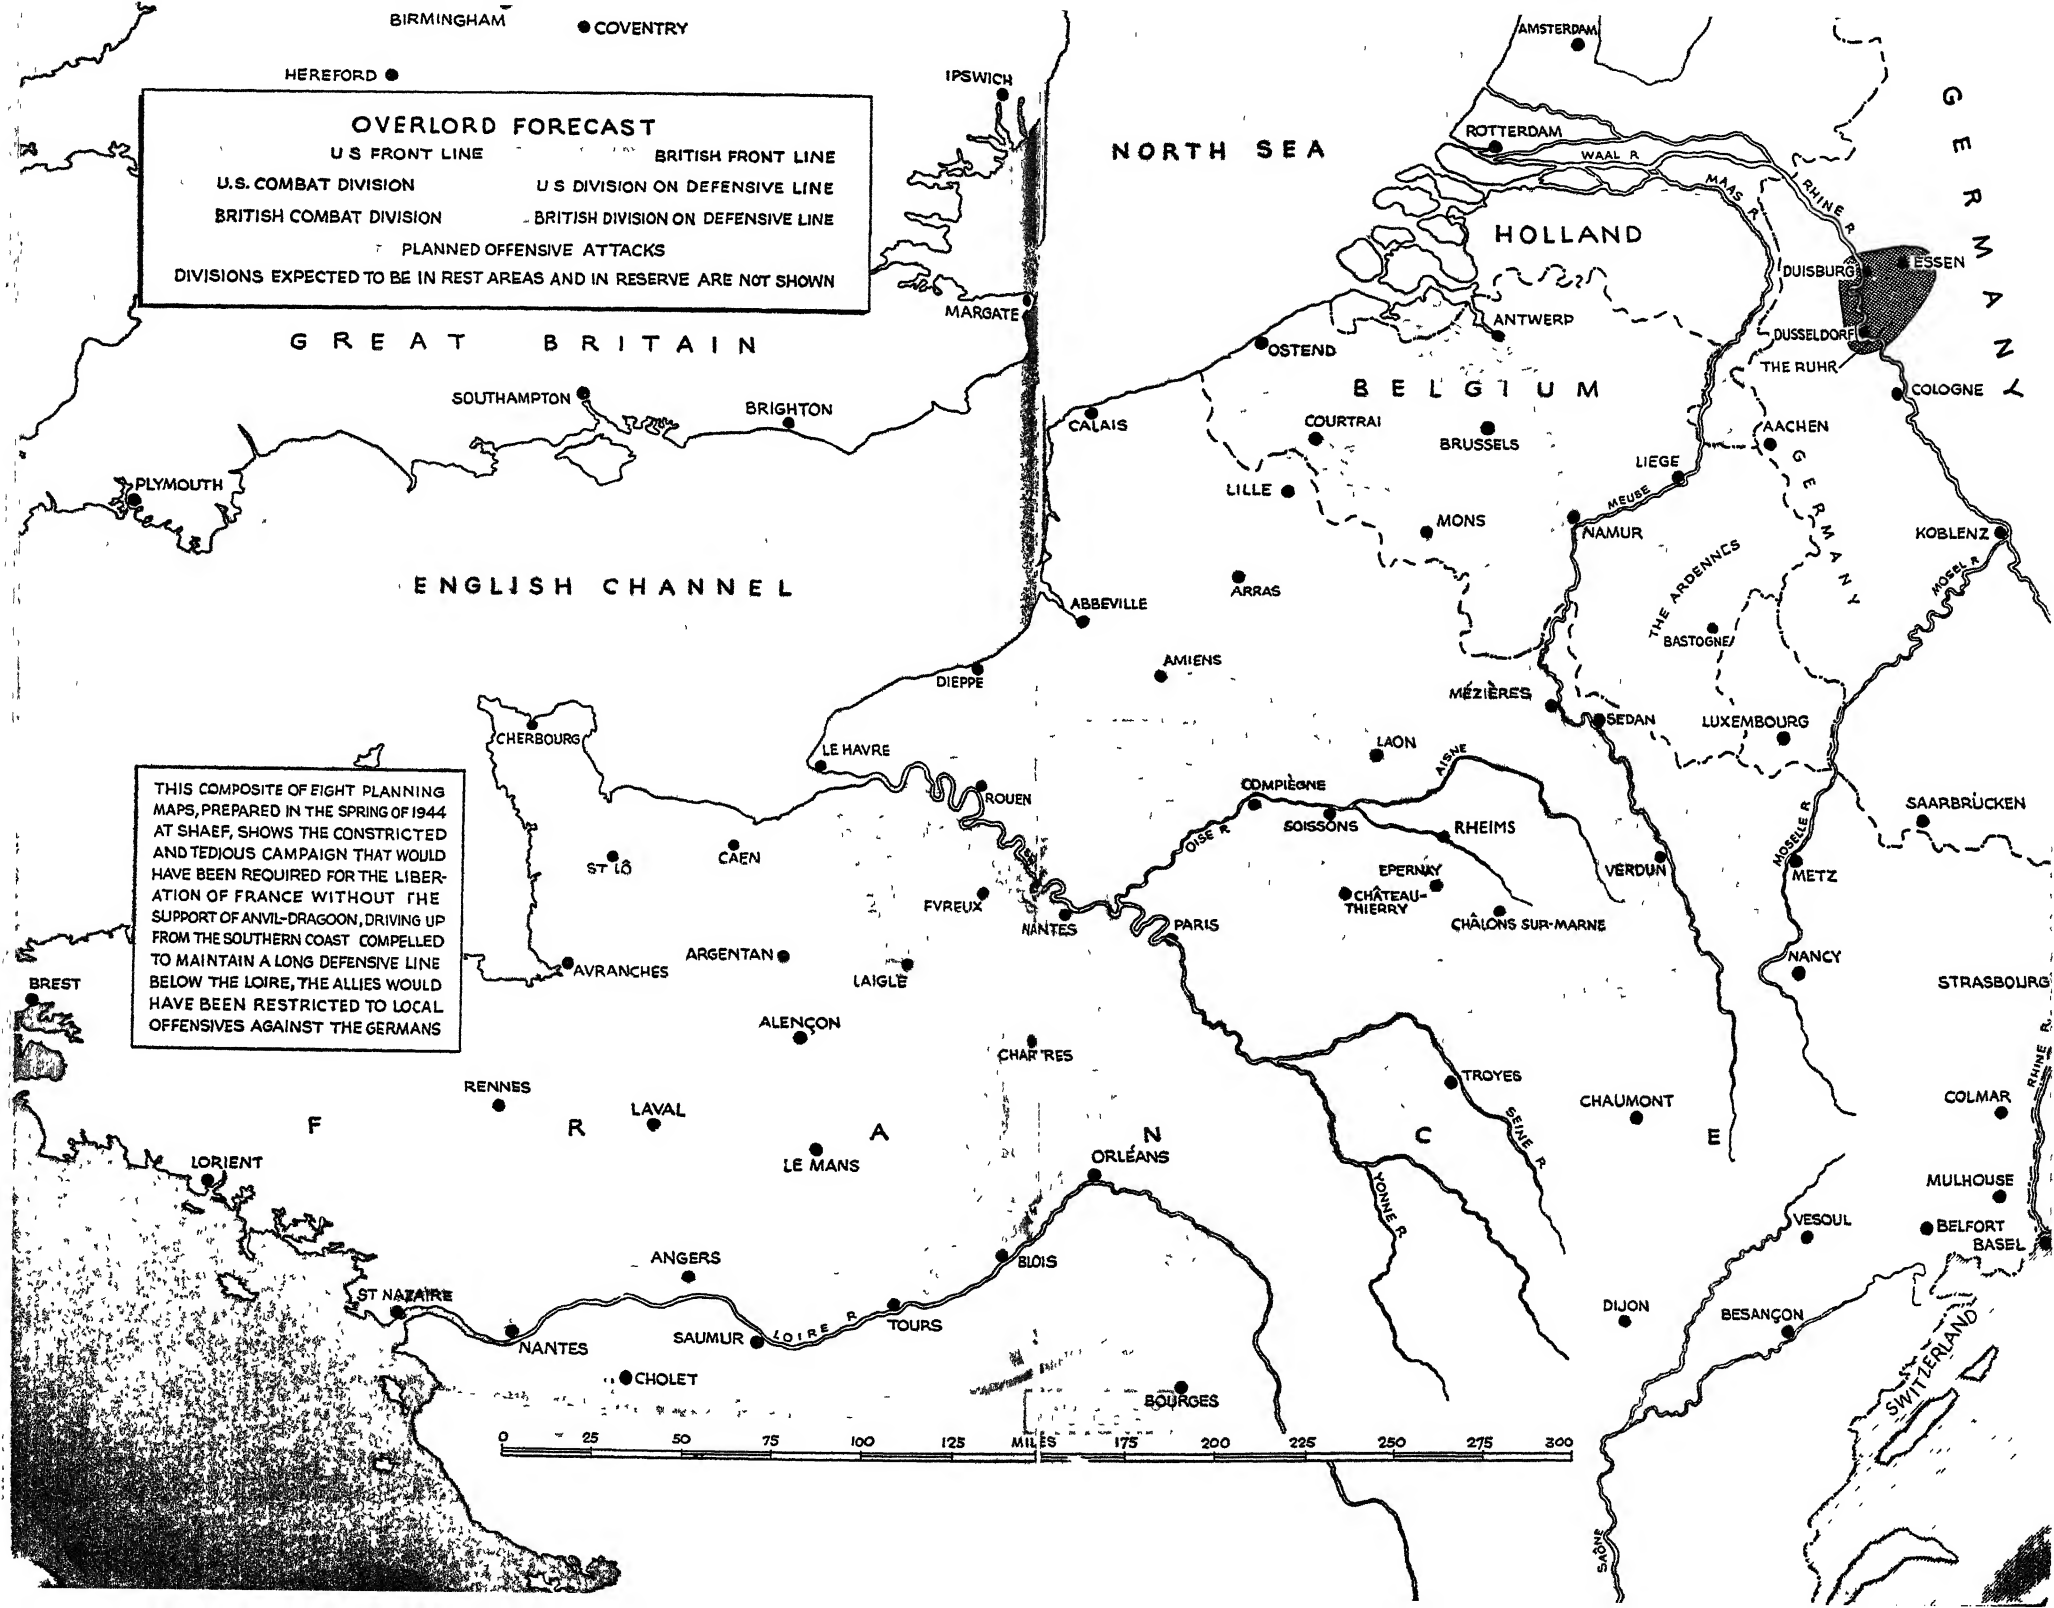 BIRMINGHAM
COVENTRY
HEREFORD
IPSWICH
AMSTERDAM
OVERLORD FORECAST
US FRONT LINE
BRITISH FRONT LINE
U.S. COMBAT DIVISION
US DIVISION ON DEFENSIVE LINE
BRITISH COMBAT DIVISION
BRITISH DIVISION ON DEFENSIVE LINE
PLANNED OFFENSIVE ATTACKS
DIVISIONS EXPECTED TO BE IN REST AREAS AND IN RESERVE ARE NOT SHOWN
NORTH SEA
ROTTERDAM
WAAL R
MAAS R
RHINE R
GERMANY
HOLLAND
DUISBURG
ESSEN
DUSSELDORF
THE RUHR
MARGATE
GREAT BRITAIN
ANTWERP
OSTEND
BELGIUM
COLOGNE
SOUTHAMPTON
BRIGHTON
CALAIS
COURTRAI
BRUSSELS
AACHEN
GERMANY
LIEGE
PLYMOUTH
LILLE
MEUSE
MONS
NAMUR
KOBLENZ
ENGLISH CHANNEL
ARRAS
THE ARDENNES
MOSEL R
ABBEVILLE
BASTOGNE
AMIENS
DIEPPE
MÉZIÈRES
SEDAN
LUXEMBOURG
CHERBOURG
LE HAVRE
LAON
AISNE
ROUEN
COMPIÈGNE
SAARBRÜCKEN
THIS COMPOSITE OF EIGHT PLANNING
MAPS, PREPARED IN THE SPRING OF 1944
AT SHAEF, SHOWS THE CONSTRICTED
AND TEDIOUS CAMPAIGN THAT WOULD
HAVE BEEN REQUIRED FOR THE LIBER-
ATION OF FRANCE WITHOUT THE
SUPPORT OF ANVIL-DRAGOON, DRIVING UP
FROM THE SOUTHERN COAST COMPELLED
TO MAINTAIN A LONG DEFENSIVE LINE
BELOW THE LOIRE, THE ALLIES WOULD
HAVE BEEN RESTRICTED TO LOCAL
OFFENSIVES AGAINST THE GERMANS
ST LÔ
CAEN
OISE R
SOISSONS
RHEIMS
MOSELLE R
VERDUN
METZ
EPERNAY
CHÂTEAU-
THIERRY
EVREUX
NANTES
PARIS
CHÂLONS SUR-MARNE
ARGENTAN
AVRANCHES
LAIGLE
NANCY
BREST
STRASBOURG
ALENÇON
CHARTRES
RHINE R
RENNES
LAVAL
TROYES
CHAUMONT
COLMAR
FRANCE
SEINE R
LE MANS
ORLÉANS
LORIENT
YONNE R
MULHOUSE
VESOUL
BELFORT
BASEL
ANGERS
BLOIS
ST NAZAIRE
DIJON
BESANÇON
NANTES
SAUMUR
LOIRE R
TOURS
SWITZERLAND
CHOLET
BOURGES
0 25 50 75 100 125 MILES 175 200 225 250 275 300
SAÔNE